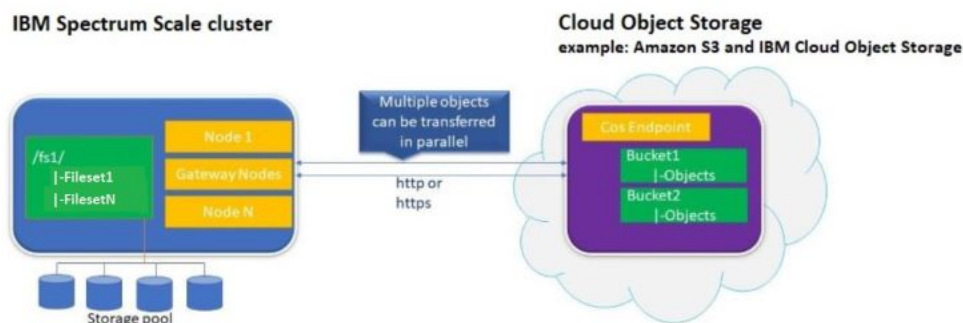 IBM Spectrum Scale cluster
Cloud Object Storage
example: Amazon S3 and IBM Cloud Object Storage
Multiple objects
can be transferred
in parallel
/fs1/
|-Fileset1
|-FilesetN
Node 1
Gateway Nodes
Node N
http or
https
Cos Endpoint
Bucket1
|-Objects
Bucket2
|-Objects
Storage pool